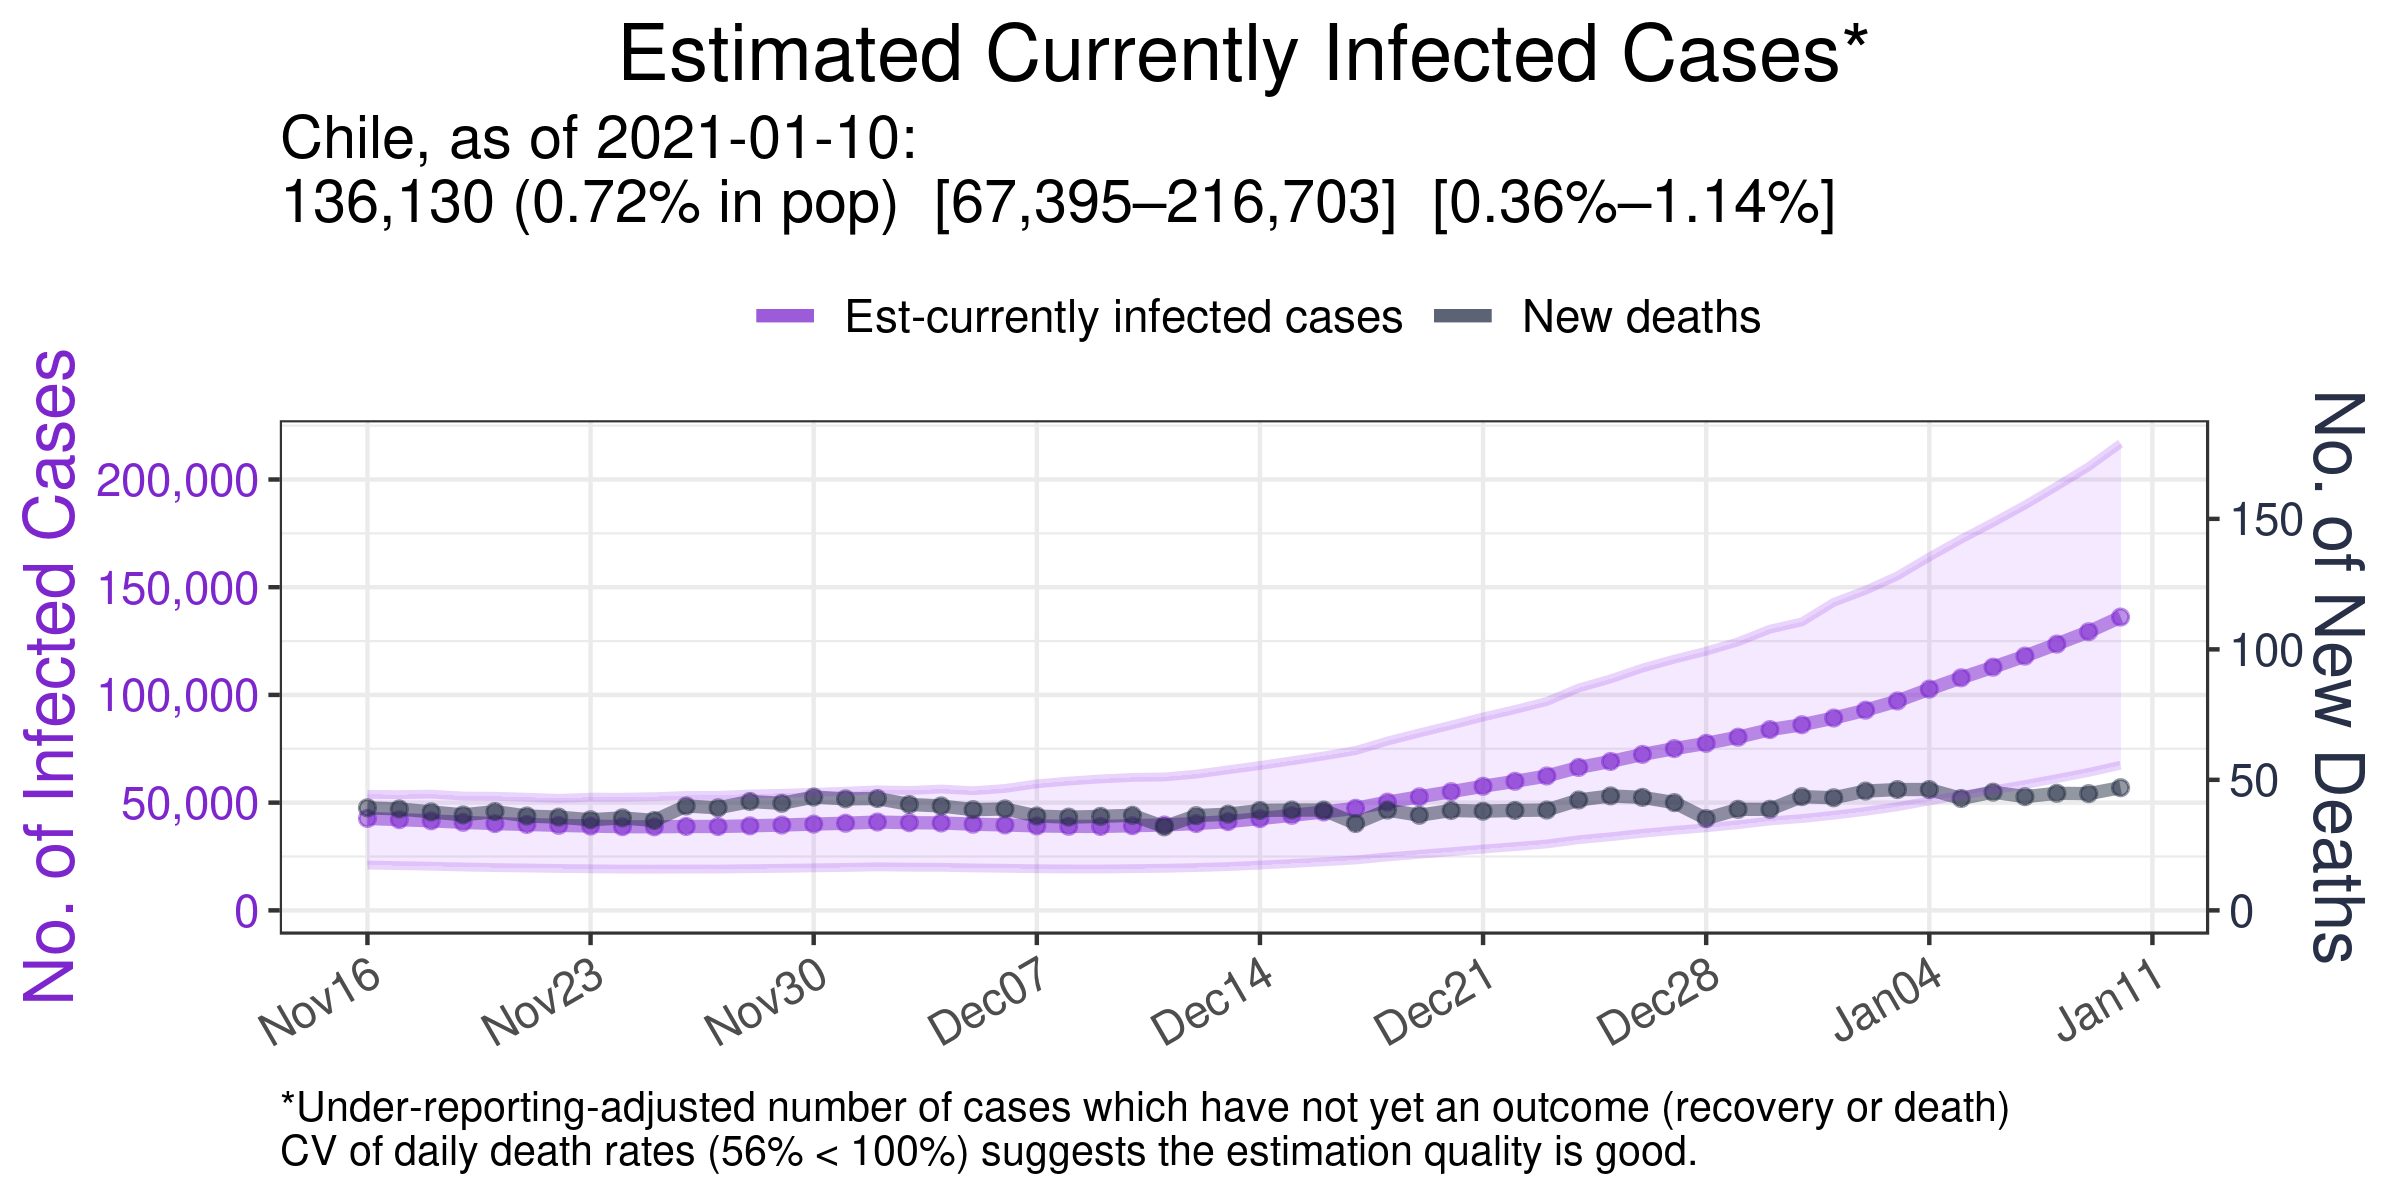 Estimated Currently Infected Cases*
Chile, as of 2021-01-10:
136,130 (0.72% in pop)  [67,395–216,703]  [0.36%–1.14%]
Est-currently infected cases
New deaths
No. of Infected Cases
200,000
150,000
100,000
50,000
0
150
100
50
0
No. of New Deaths
Nov16
Nov23
Nov30
Dec07
Dec14
Dec21
Dec28
Jan04
Jan11
*Under-reporting-adjusted number of cases which have not yet an outcome (recovery or death)
CV of daily death rates (56% < 100%) suggests the estimation quality is good.